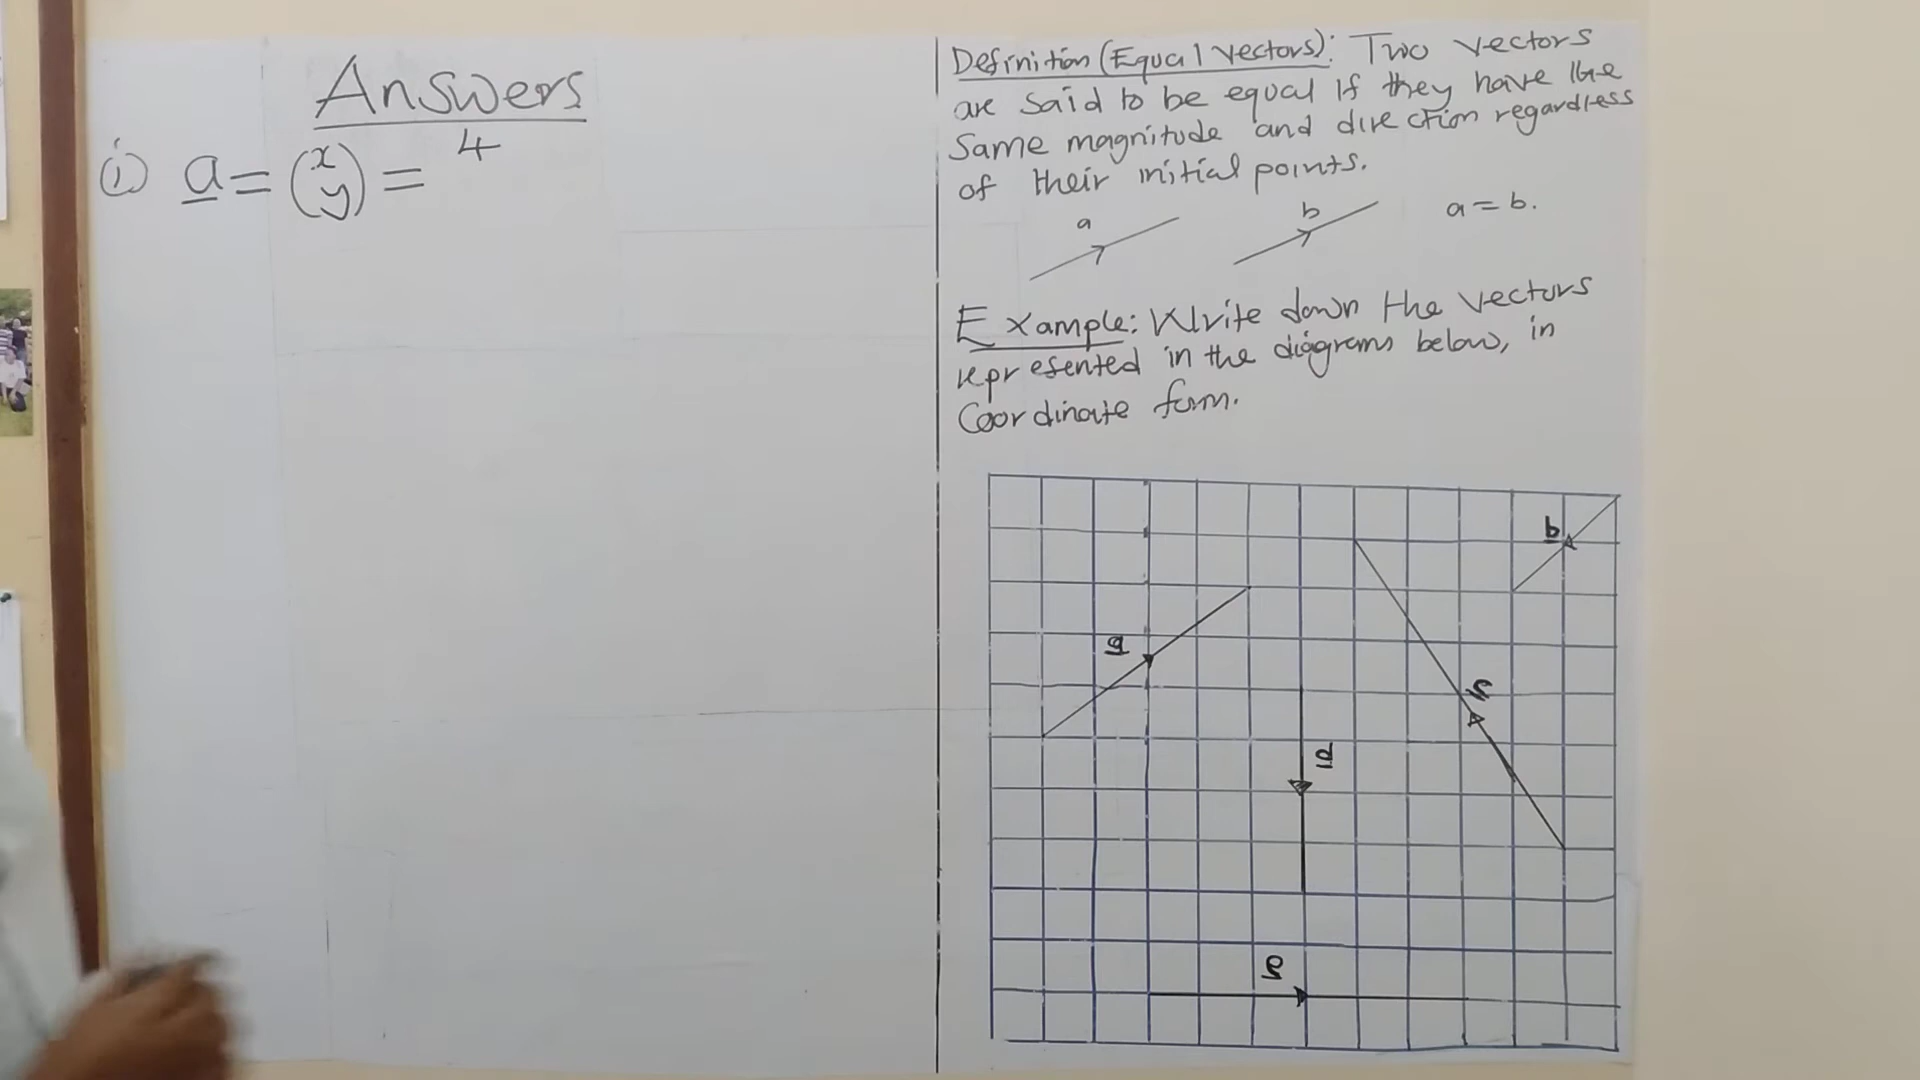 Answers
i) a = (x y) = 4
Definition (Equal Vectors): Two vectors
are said to be equal if they have the
Same magnitude and direction regardless
of their initial points.
a
b
a = b.
Example: Write down the vectors
represented in the diagrams below, in
Coordinate form.
b
a
c
d
e